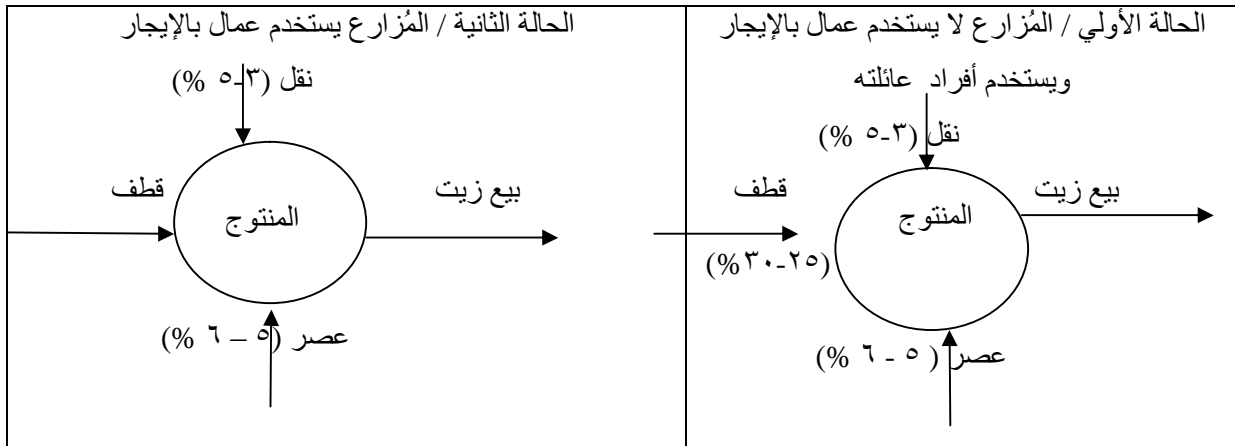 الحالة الأولي / المُزارع لا يستخدم عمال بالإيجار
ويستخدم أفراد عائلته
نقل (٣-٥ %)
قطف
(٢٥-٣٠%)
المنتوج
بيع زيت
عصر ( ٥ - ٦ %)
الحالة الثانية / المُزارع يستخدم عمال بالإيجار
نقل (٣-٥ %)
قطف
المنتوج
بيع زيت
عصر (٥ – ٦ %)